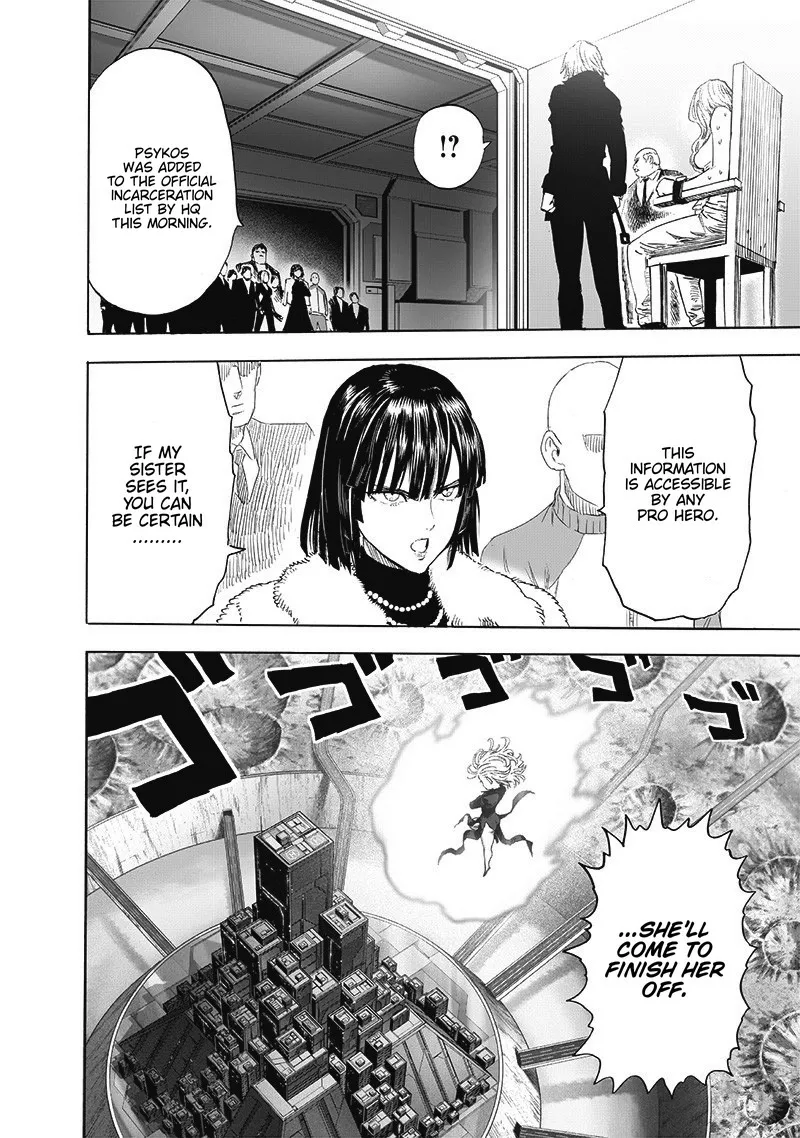 !?
PSYKOS
WAS ADDED
TO THE OFFICIAL
INCARCERATION
LIST BY HQ
THIS MORNING.
THIS
INFORMATION
IS ACCESSIBLE
BY ANY
PRO HERO.
IF MY
SISTER
SEES IT,
YOU CAN
BE CERTAIN
.........
ゴゴゴゴゴ
...SHE'LL
COME TO
FINISH HER
OFF.